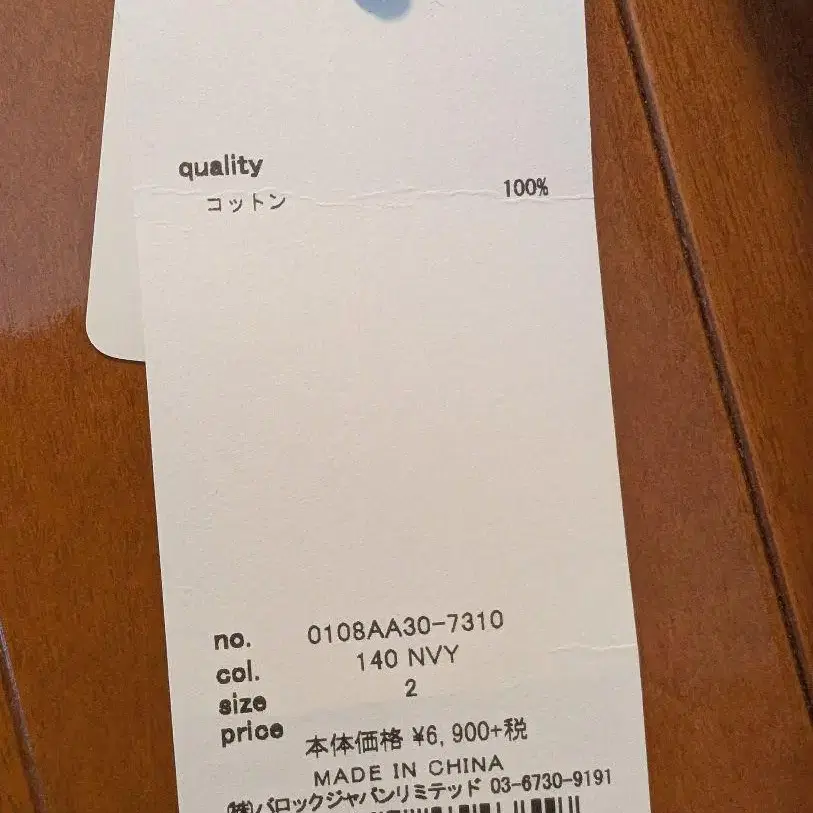 quality
コットン 100%
no. 0108AA30-7310
col. 140 NVY
size 2
price 本体価格 ¥6,900+税
MADE IN CHINA
(株)バロックジャパンリミテッド 03-6730-9191